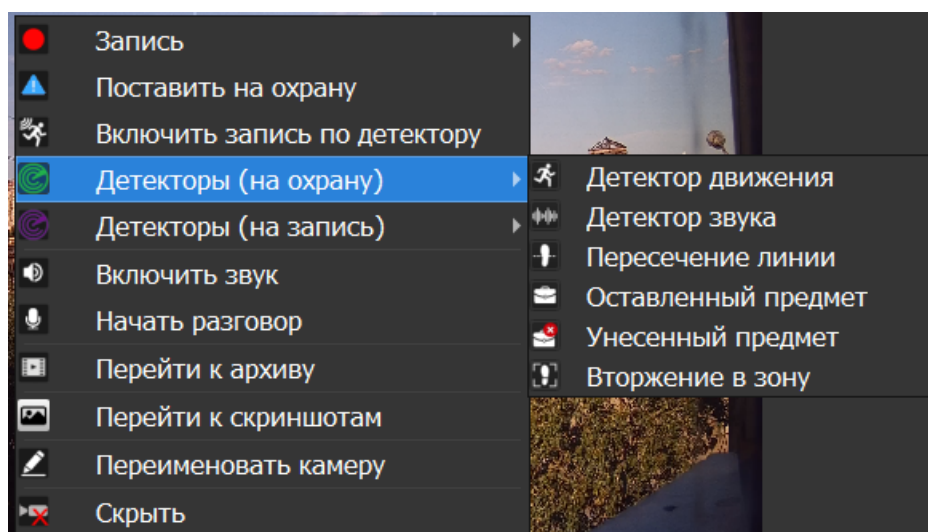 Запись
Поставить на охрану
Включить запись по детектору
Детекторы (на охрану)
Детекторы (на запись)
Включить звук
Начать разговор
Перейти к архиву
Перейти к скриншотам
Переименовать камеру
Скрыть
Детектор движения
Детектор звука
Пересечение линии
Оставленный предмет
Унесенный предмет
Вторжение в зону